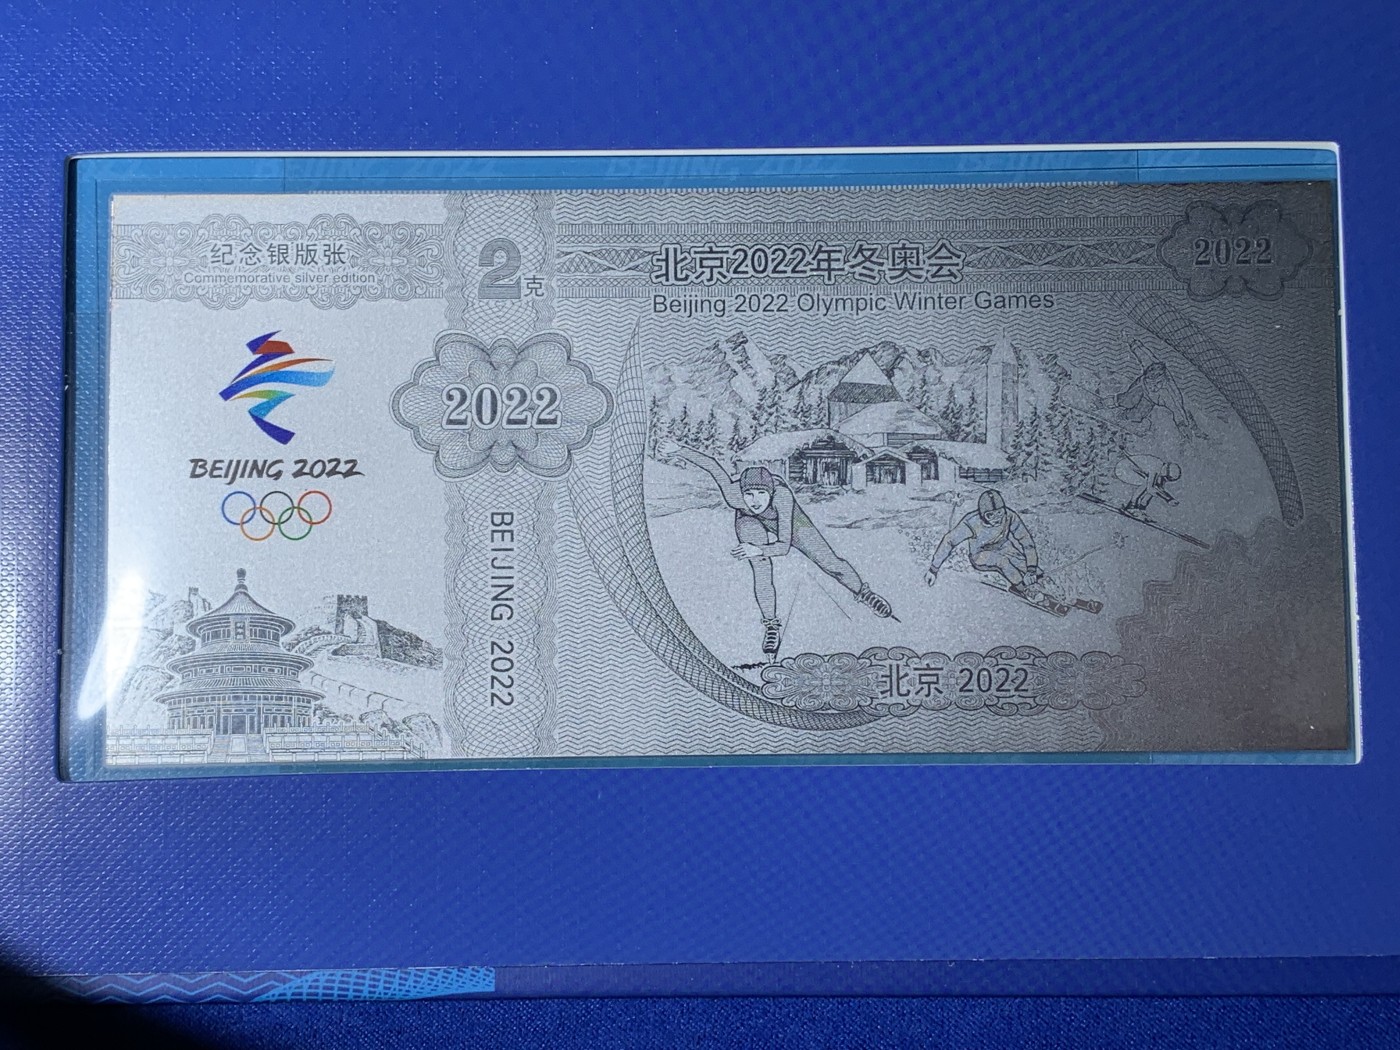 纪念银版张
Commemorative silver edition
2克
北京2022年冬奥会
Beijing 2022 Olympic Winter Games
2022
2022
BEIJING 2022
BEIJING 2022
北京 2022